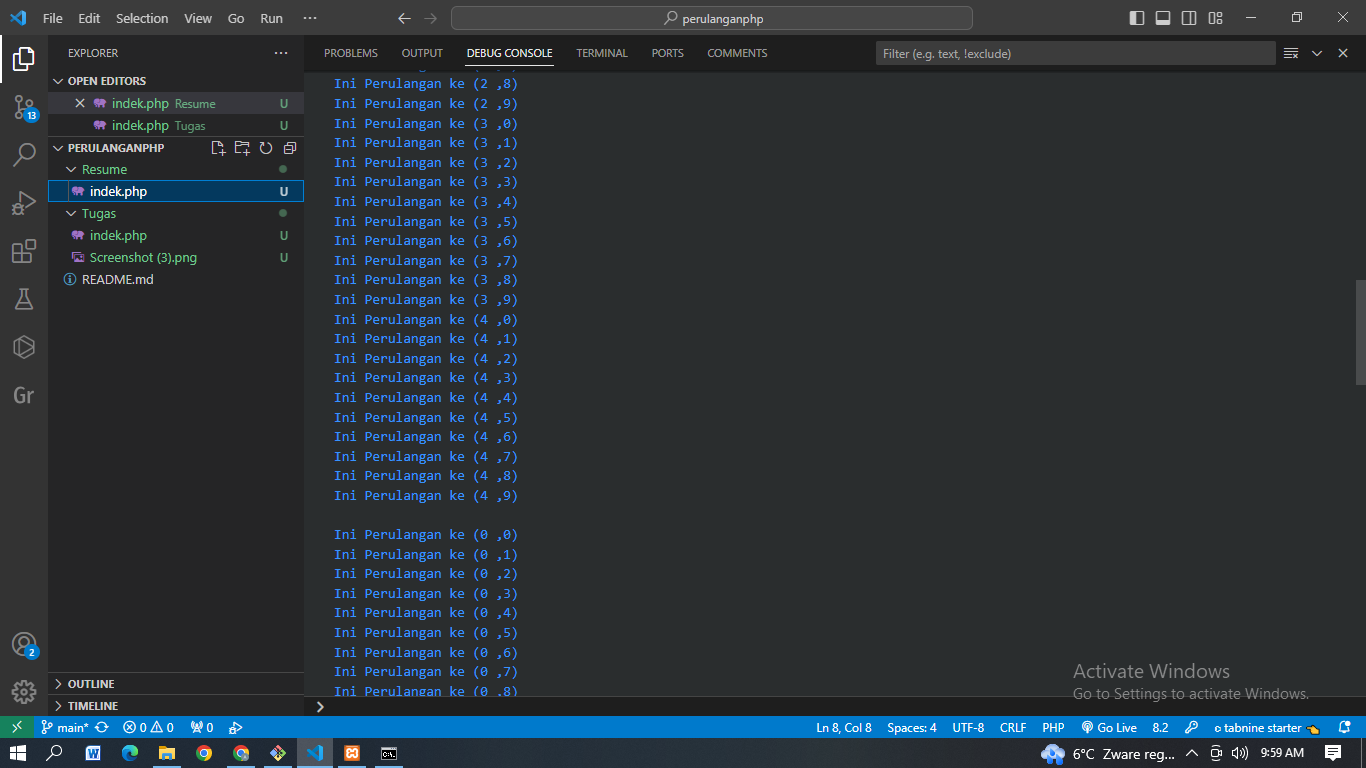 File Edit Selection View Go Run ··· perulanganphp
EXPLORER ···
OPEN EDITORS
indek.php Resume U
indek.php Tugas U
PERULANGANPHP
Resume
indek.php U
Tugas
indek.php U
Screenshot (3).png U
README.md
OUTLINE
TIMELINE
13
Gr
2
PROBLEMS OUTPUT DEBUG CONSOLE TERMINAL PORTS COMMENTS Filter (e.g. text, !exclude)
Ini Perulangan ke (2 ,8)
Ini Perulangan ke (2 ,9)
Ini Perulangan ke (3 ,0)
Ini Perulangan ke (3 ,1)
Ini Perulangan ke (3 ,2)
Ini Perulangan ke (3 ,3)
Ini Perulangan ke (3 ,4)
Ini Perulangan ke (3 ,5)
Ini Perulangan ke (3 ,6)
Ini Perulangan ke (3 ,7)
Ini Perulangan ke (3 ,8)
Ini Perulangan ke (3 ,9)
Ini Perulangan ke (4 ,0)
Ini Perulangan ke (4 ,1)
Ini Perulangan ke (4 ,2)
Ini Perulangan ke (4 ,3)
Ini Perulangan ke (4 ,4)
Ini Perulangan ke (4 ,5)
Ini Perulangan ke (4 ,6)
Ini Perulangan ke (4 ,7)
Ini Perulangan ke (4 ,8)
Ini Perulangan ke (4 ,9)
Ini Perulangan ke (0 ,0)
Ini Perulangan ke (0 ,1)
Ini Perulangan ke (0 ,2)
Ini Perulangan ke (0 ,3)
Ini Perulangan ke (0 ,4)
Ini Perulangan ke (0 ,5)
Ini Perulangan ke (0 ,6)
Ini Perulangan ke (0 ,7)
Ini Perulangan ke (0 ,8)
Activate Windows
Go to Settings to activate Windows.
main* 0 0 0 Ln 8, Col 8 Spaces: 4 UTF-8 CRLF PHP Go Live 8.2 tabnine starter
6°C Zware reg... 9:59 AM